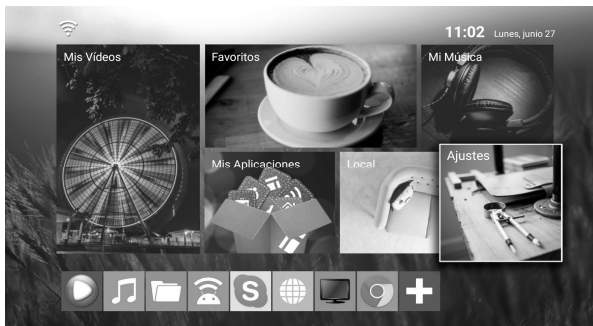 11:02 Lunes, junio 27
Mis Vídeos
Favoritos
Mi Música
Mis Aplicaciones
Local
Ajustes